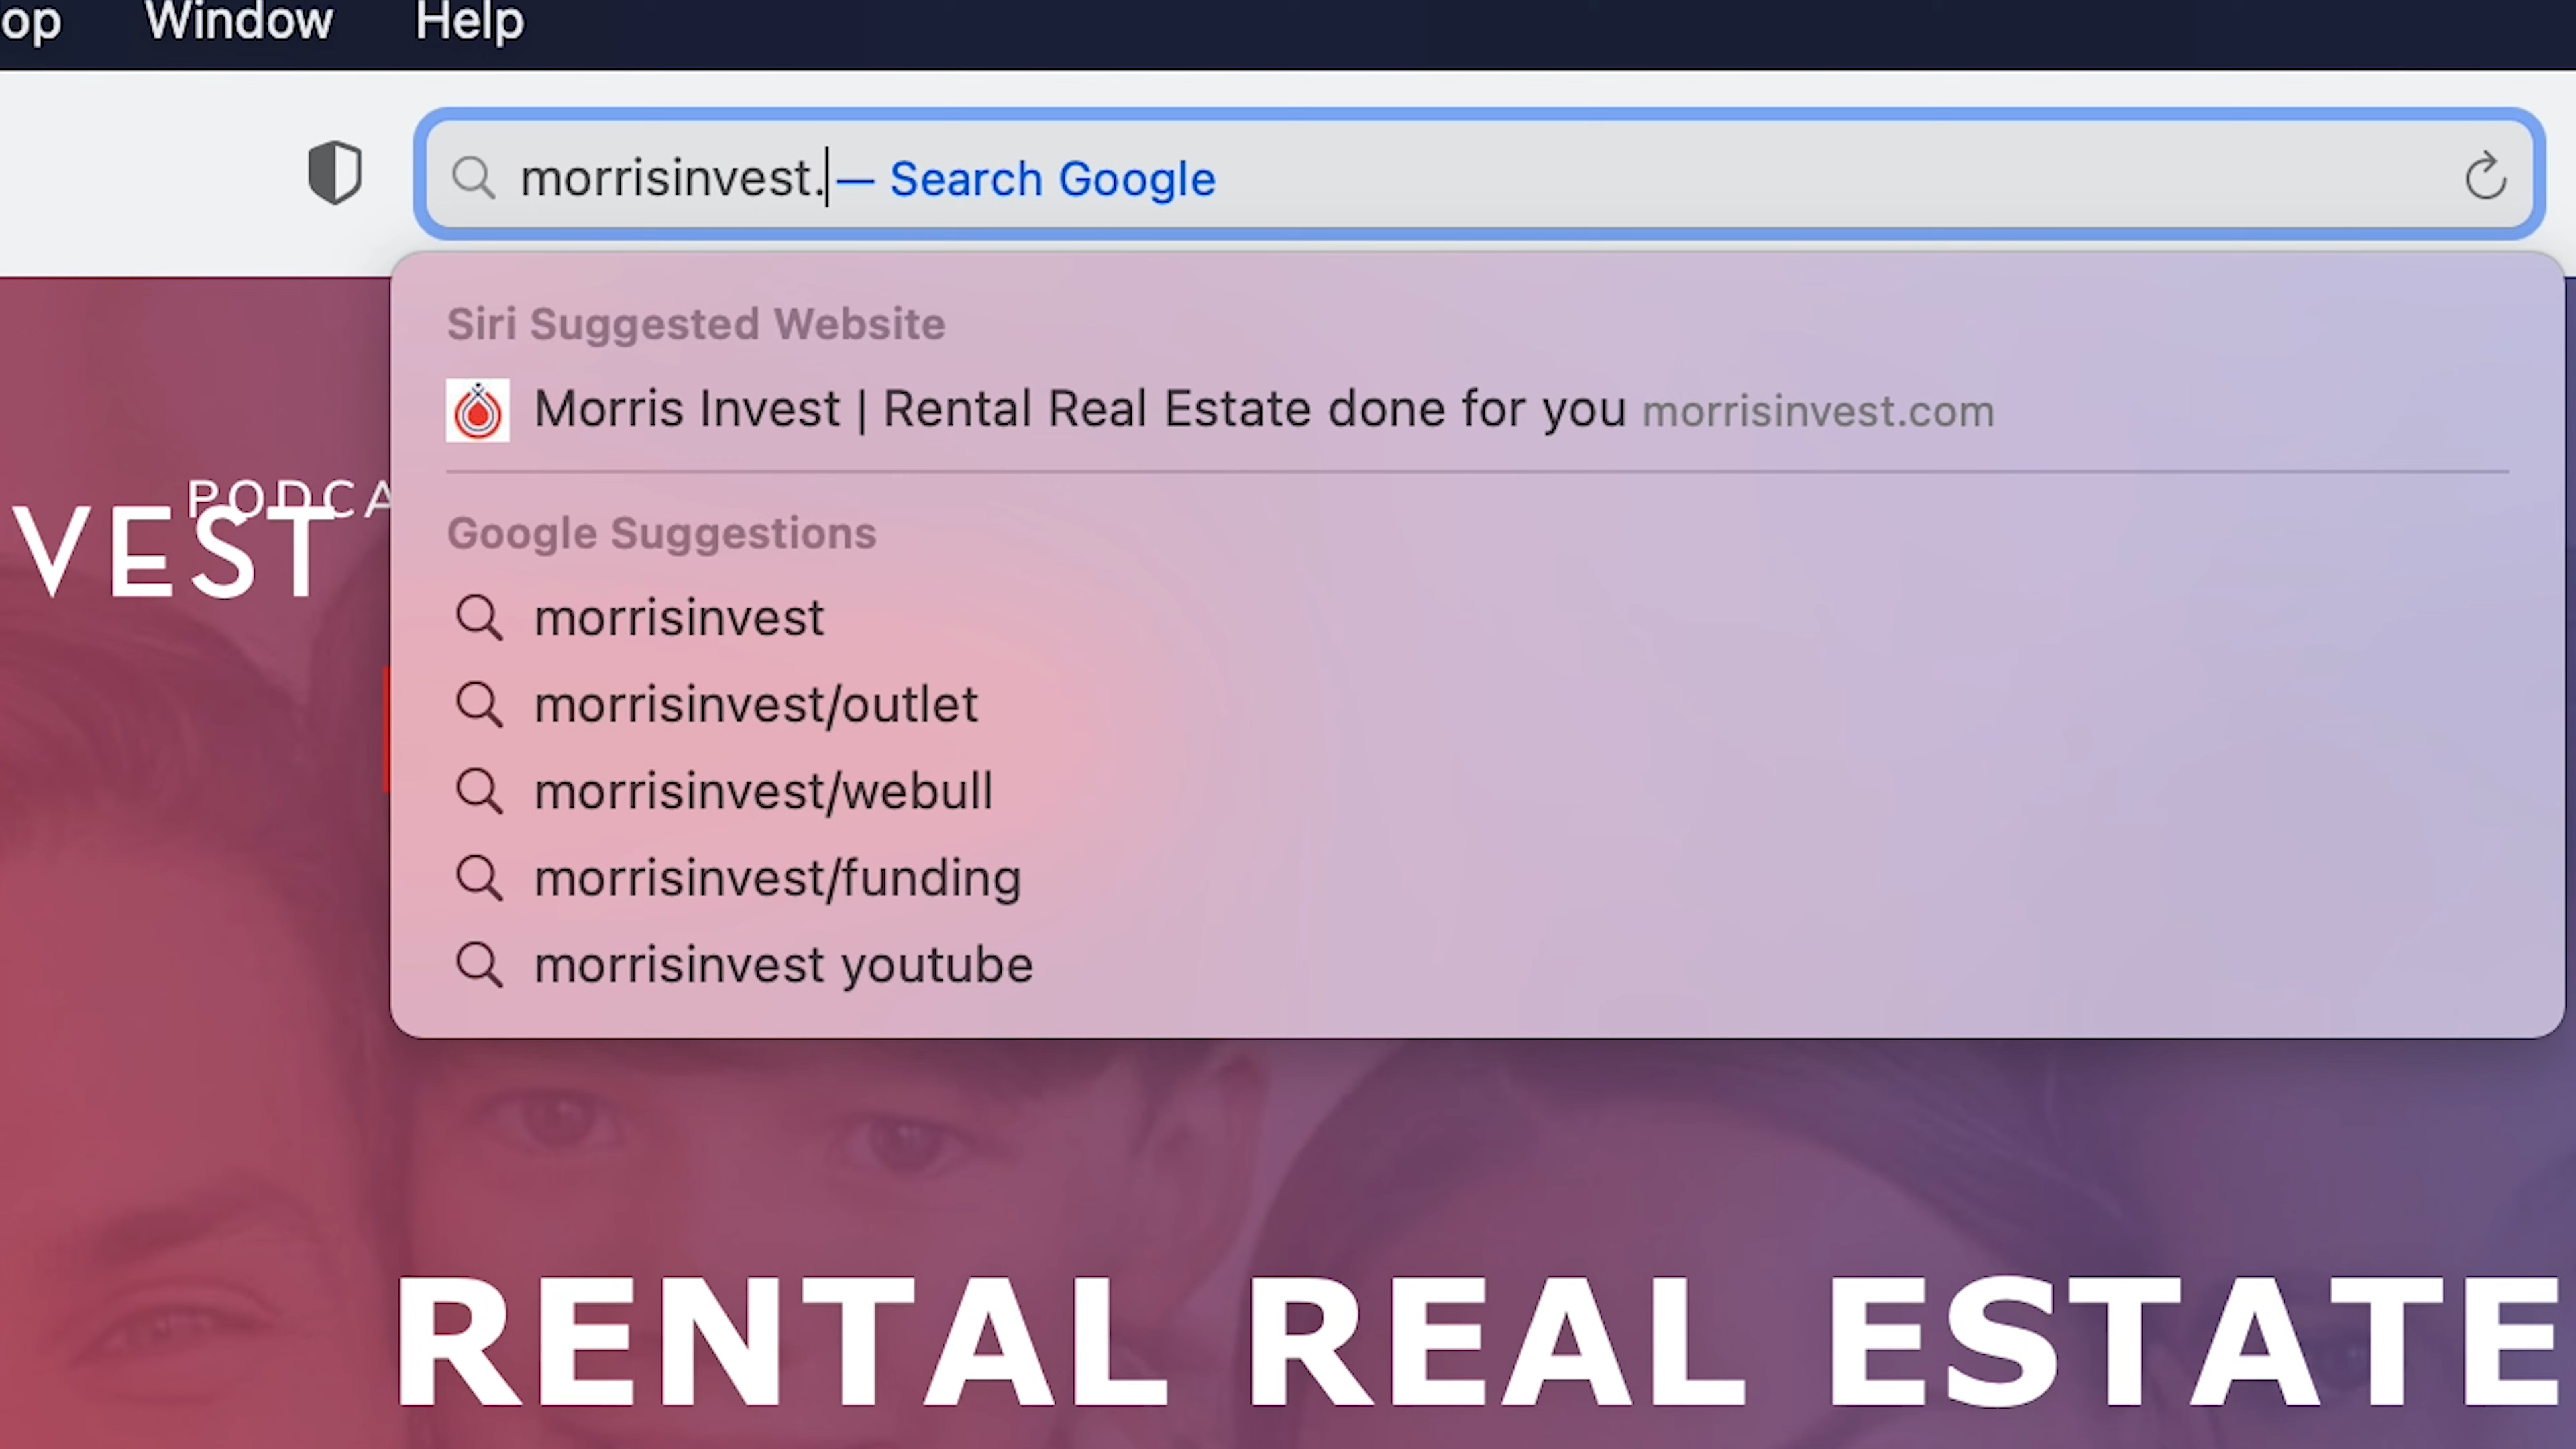 op Window Help
morrisinvest. — Search Google
Siri Suggested Website
Morris Invest | Rental Real Estate done for you morrisinvest.com
PODCA
VEST
Google Suggestions
morrisinvest
morrisinvest/outlet
morrisinvest/webull
morrisinvest/funding
morrisinvest youtube
RENTAL REAL ESTATE